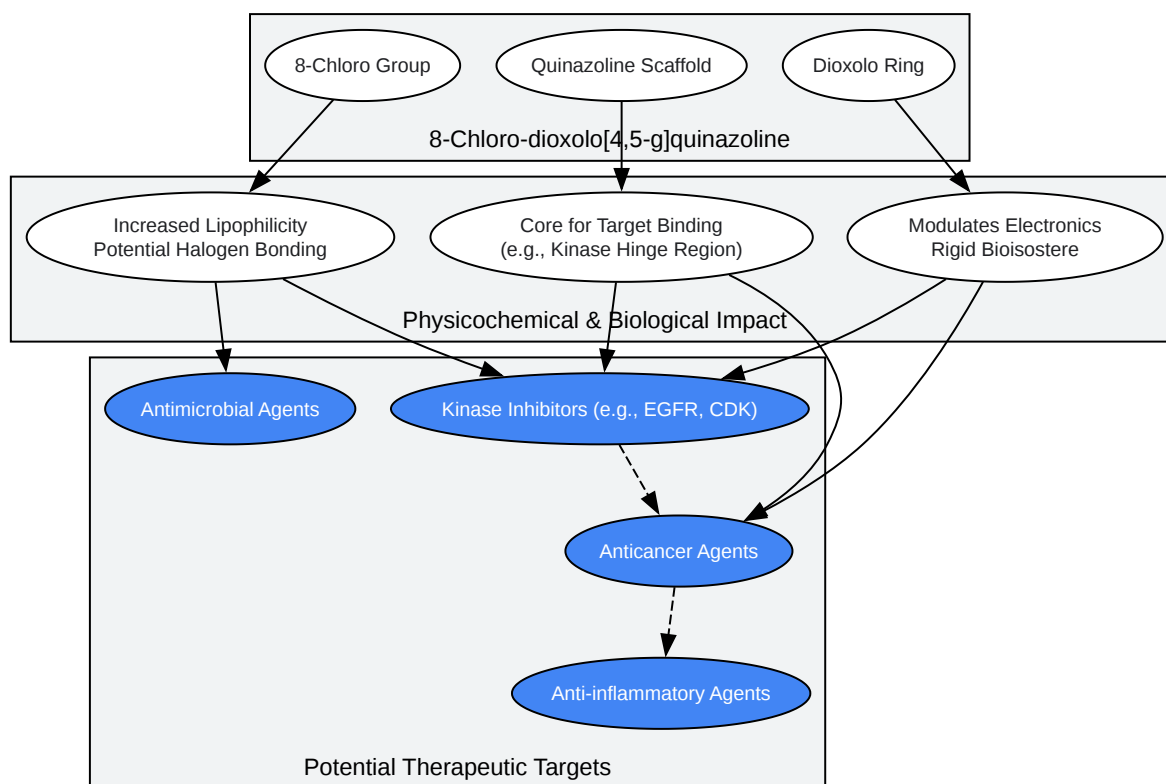 8-Chloro Group
Quinazoline Scaffold
Dioxolo Ring
8-Chloro-dioxolo[4,5-g]quinazoline
Increased Lipophilicity
Potential Halogen Bonding
Core for Target Binding
(e.g., Kinase Hinge Region)
Modulates Electronics
Rigid Bioisostere
Physicochemical & Biological Impact
Antimicrobial Agents
Kinase Inhibitors (e.g., EGFR, CDK)
Anticancer Agents
Anti-inflammatory Agents
Potential Therapeutic Targets